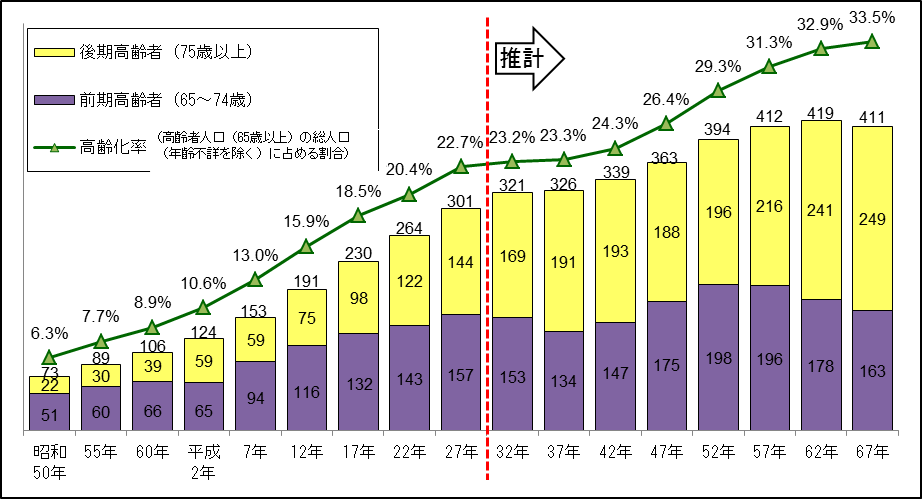 後期高齢者（75歳以上）
前期高齢者（65～74歳）
高齢化率（高齢者人口（65歳以上）の総人口
（年齢不詳を除く）に占める割合）
推計
6.3% 7.7% 8.9% 10.6% 13.0% 15.9% 18.5% 20.4% 22.7% 23.2% 23.3% 24.3% 26.4% 29.3% 31.3% 32.9% 33.5%
73 89 106 124 153 191 230 264 301 321 326 339 363 394 412 419 411
22 30 39 59 59 75 98 122 144 169 191 193 188 196 216 241 249
51 60 66 65 94 116 132 143 157 153 134 147 175 198 196 178 163
昭和 55年 60年 平成 7年 12年 17年 22年 27年 32年 37年 42年 47年 52年 57年 62年 67年
50年 2年